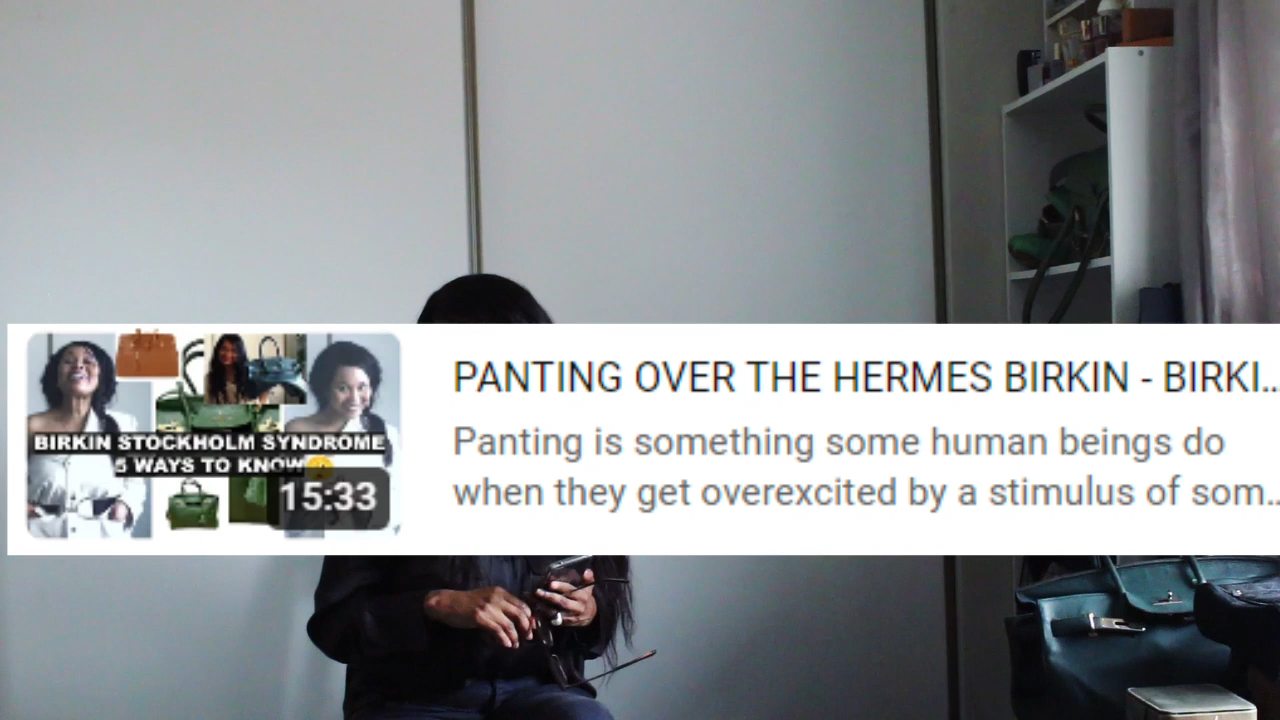 PANTING OVER THE HERMES BIRKIN - BIRKI...
Panting is something some human beings do
when they get overexcited by a stimulus of som...
BIRKIN STOCKHOLM SYNDROME
5 WAYS TO KNOW
15:33